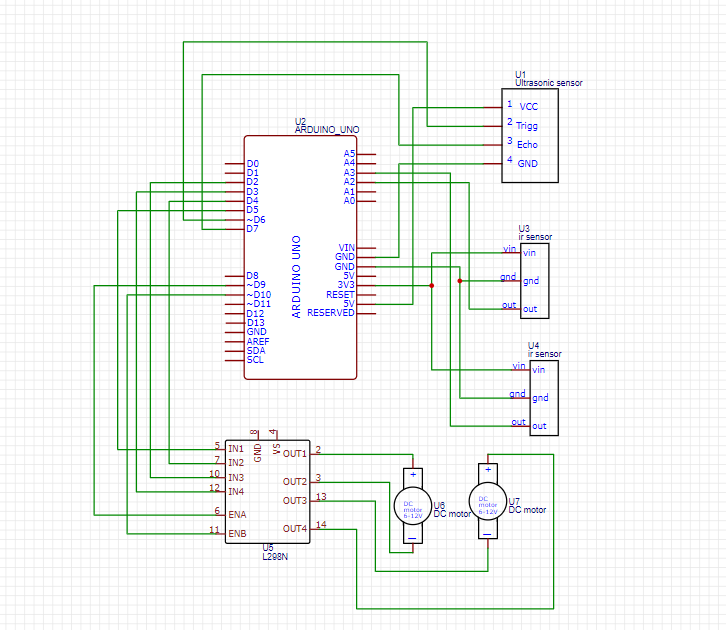 U1
Ultrasonic sensor
1 VCC
2 Trigg
3 Echo
4 GND
U2
ARDUINO_UNO
ARDUINO UNO
D0
D1
D2
D3
D4
D5
~D6
D7
D8
~D9
~D10
~D11
D12
D13
GND
AREF
SDA
SCL
A5
A4
A3
A2
A1
A0
VIN
GND
GND
5V
3V3
RESET
5V
RESERVED
U3
ir sensor
vin vin
gnd gnd
out out
U4
ir sensor
vin vin
gnd gnd
out out
8 4
GND VS
5 IN1
7 IN2
10 IN3
12 IN4
6 ENA
11 ENB
OUT1 2
OUT2 3
OUT3 13
OUT4 14
U5
L298N
+
DC
motor
6-12V
–
U6
DC motor
+
DC
motor
6-12V
–
U7
DC motor